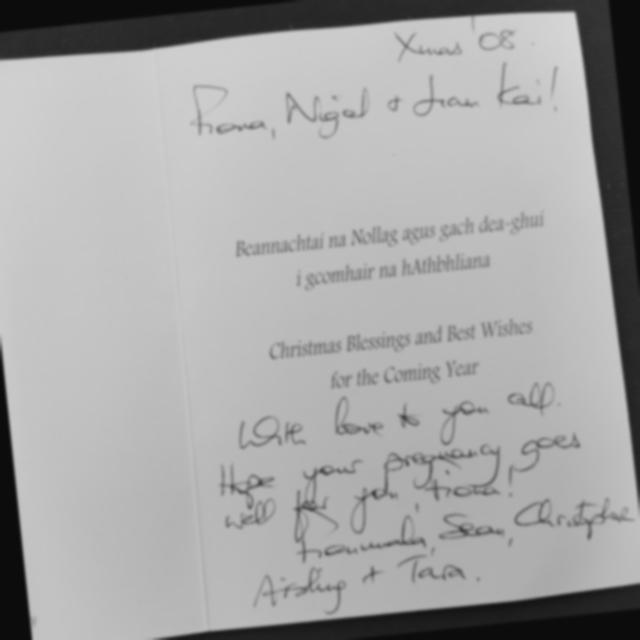 Xmas '08.
Fiona, Nigel + Kai!
Beannachtaí na Nollag agus gach dea-ghuí
i gcomhair na hAthbhliana
Christmas Blessings and Best Wishes
for the Coming Year
With love to you all.
Hope your pregnancy goes
well for you, Fiona!
Sean, Christopher
Aisling + Tara.